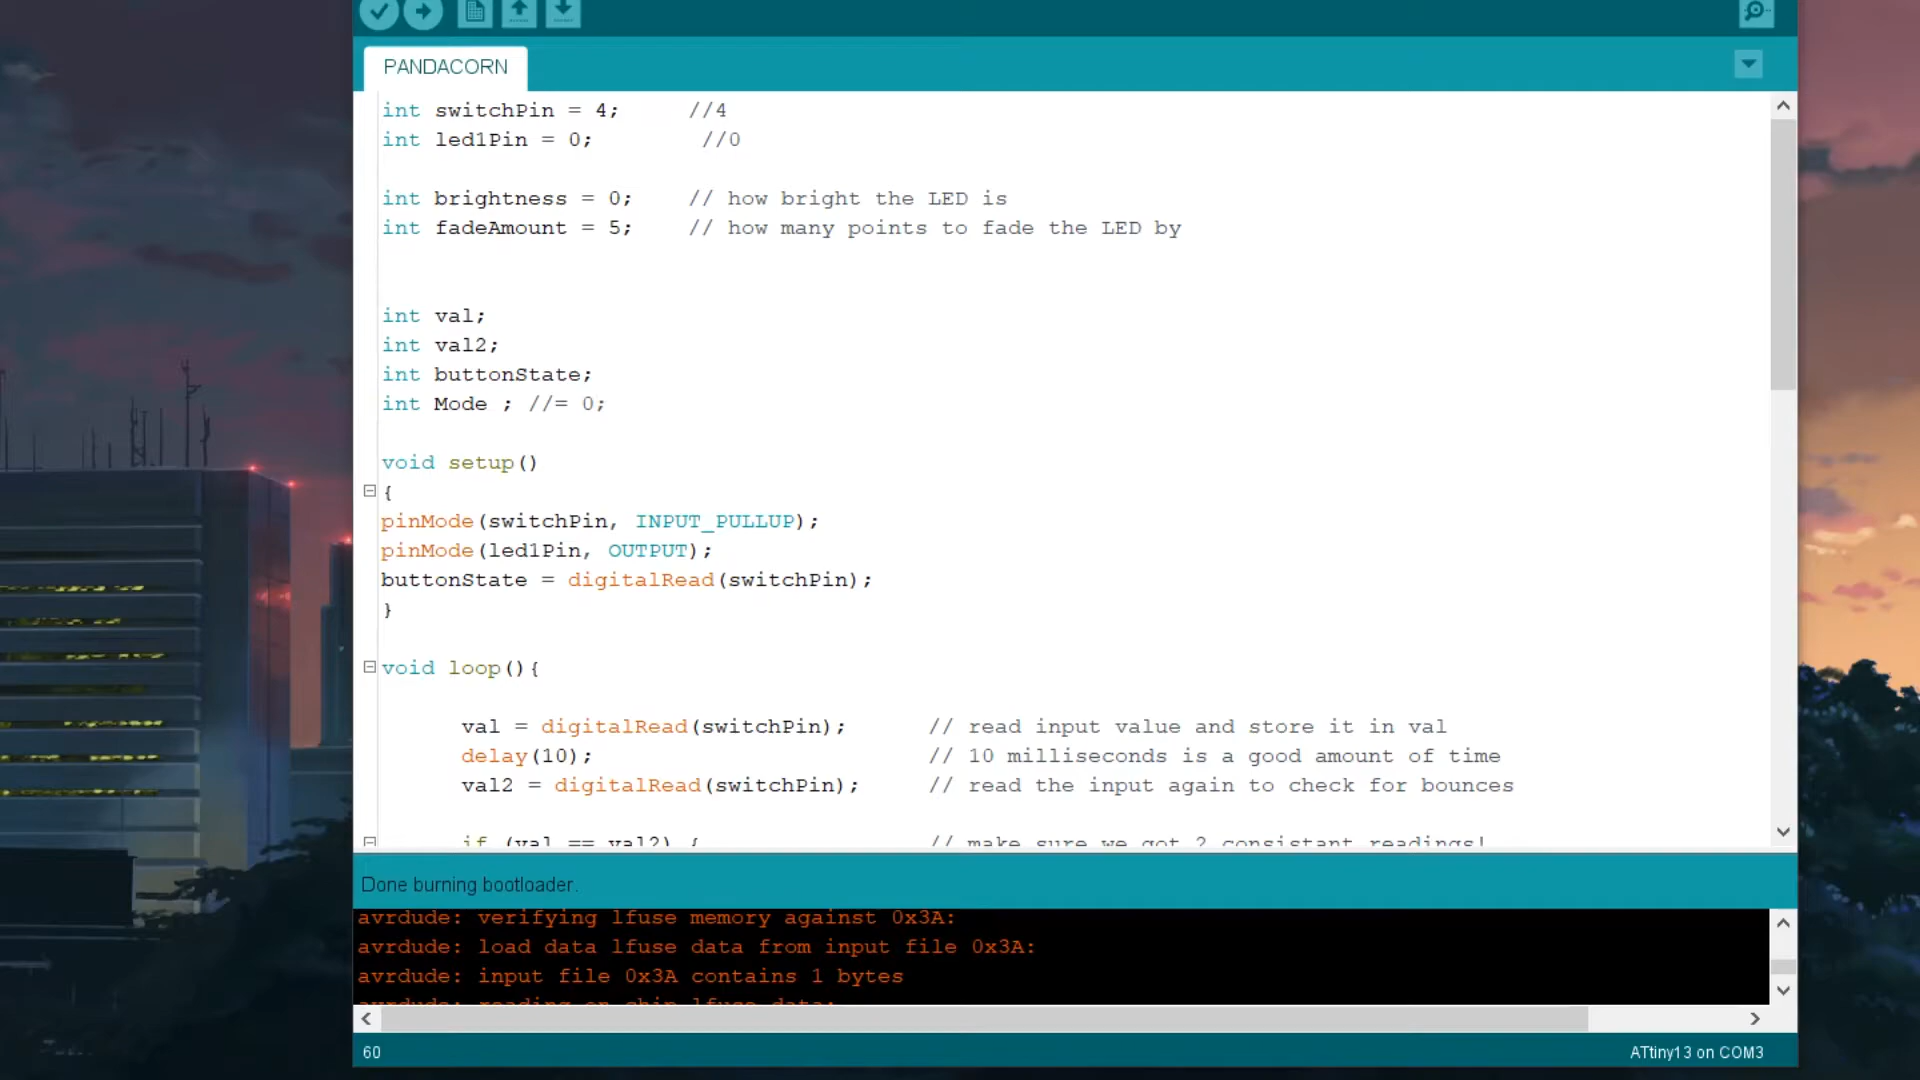 PANDACORN
int switchPin = 4; //4
int led1Pin = 0; //0
int brightness = 0; // how bright the LED is
int fadeAmount = 5; // how many points to fade the LED by
int val;
int val2;
int buttonState;
int Mode ; //= 0;
void setup()
{
pinMode(switchPin, INPUT_PULLUP);
pinMode(led1Pin, OUTPUT);
buttonState = digitalRead(switchPin);
}
void loop(){
val = digitalRead(switchPin); // read input value and store it in val
delay(10); // 10 milliseconds is a good amount of time
val2 = digitalRead(switchPin); // read the input again to check for bounces
if (val == val2) { // make sure we got 2 consistant readings!
Done burning bootloader.
avrdude: verifying lfuse memory against 0x3A:
avrdude: load data lfuse data from input file 0x3A:
avrdude: input file 0x3A contains 1 bytes
avrdude: reading on-chip lfuse data:
60
ATtiny13 on COM3